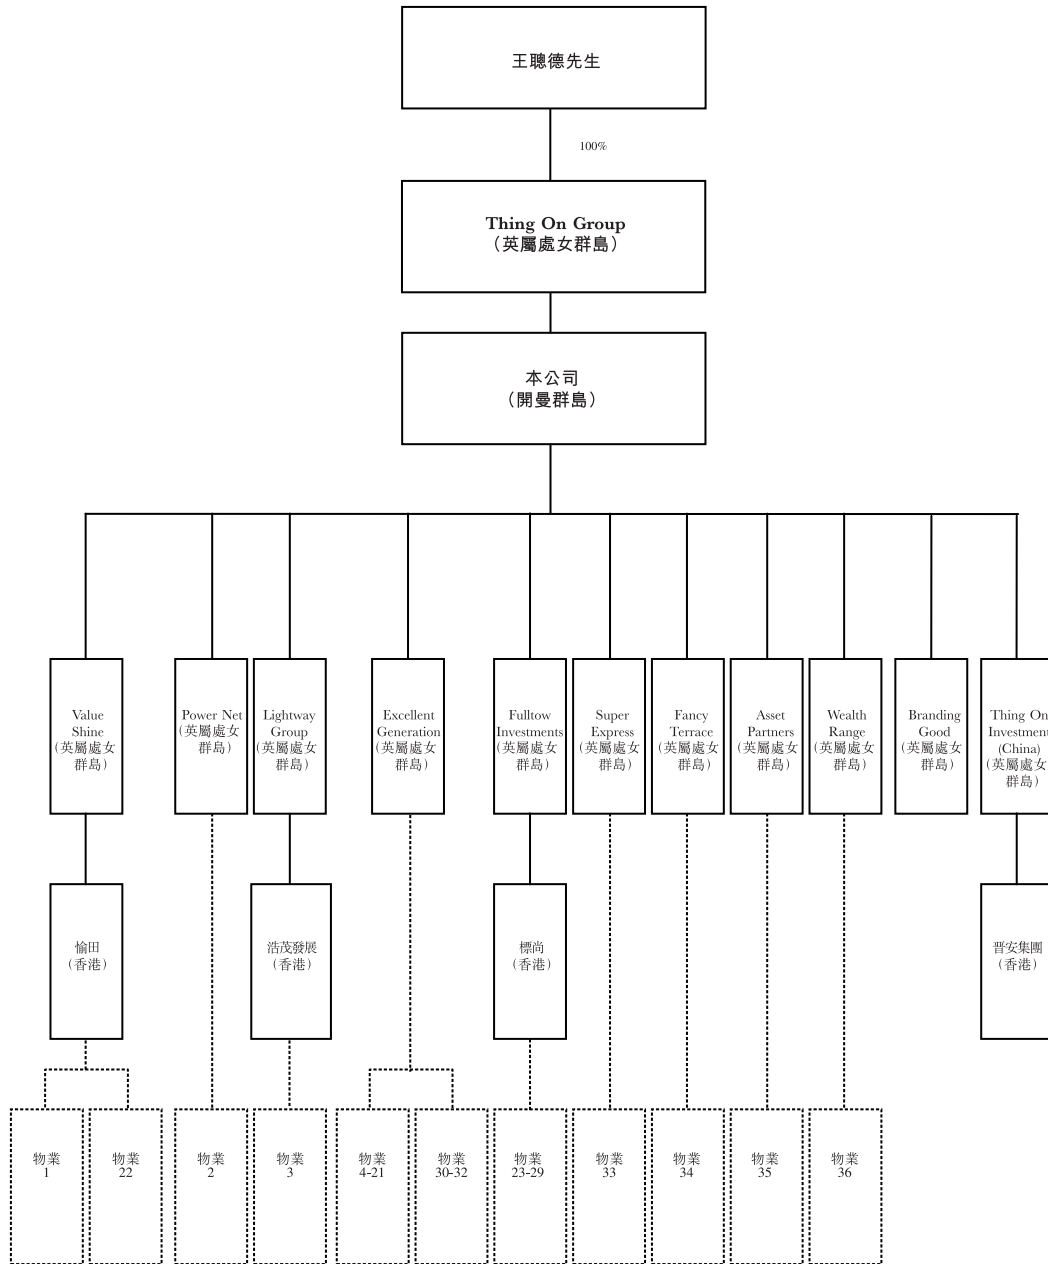 王聰德先生
100%
Thing On Group
（英屬處女群島）
本公司
（開曼群島）
Value
Shine
（英屬處女
群島）
Power Net
（英屬處女
群島）
Lightway
Group
（英屬處女
群島）
Excellent
Generation
（英屬處女
群島）
Fulltow
Investments
（英屬處女
群島）
Super
Express
（英屬處女
群島）
Fancy
Terrace
（英屬處女
群島）
Asset
Partners
（英屬處女
群島）
Wealth
Range
（英屬處女
群島）
Branding
Good
（英屬處女
群島）
Thing On
Investment
(China)
（英屬處女
群島）
愉田
（香港）
浩茂發展
（香港）
標尚
（香港）
晋安集團
（香港）
物業
1
物業
22
物業
2
物業
3
物業
4-21
物業
30-32
物業
23-29
物業
33
物業
34
物業
35
物業
36